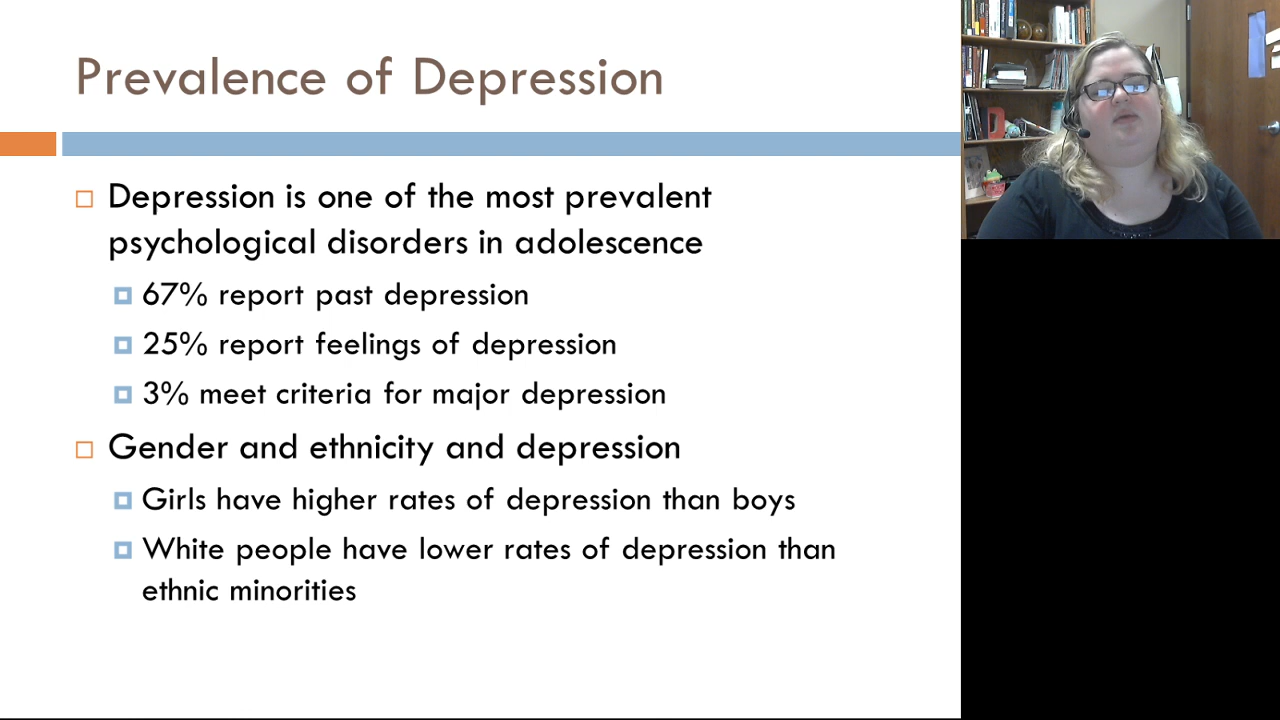 Prevalence of Depression
Depression is one of the most prevalent
psychological disorders in adolescence
67% report past depression
25% report feelings of depression
3% meet criteria for major depression
Gender and ethnicity and depression
Girls have higher rates of depression than boys
White people have lower rates of depression than
ethnic minorities